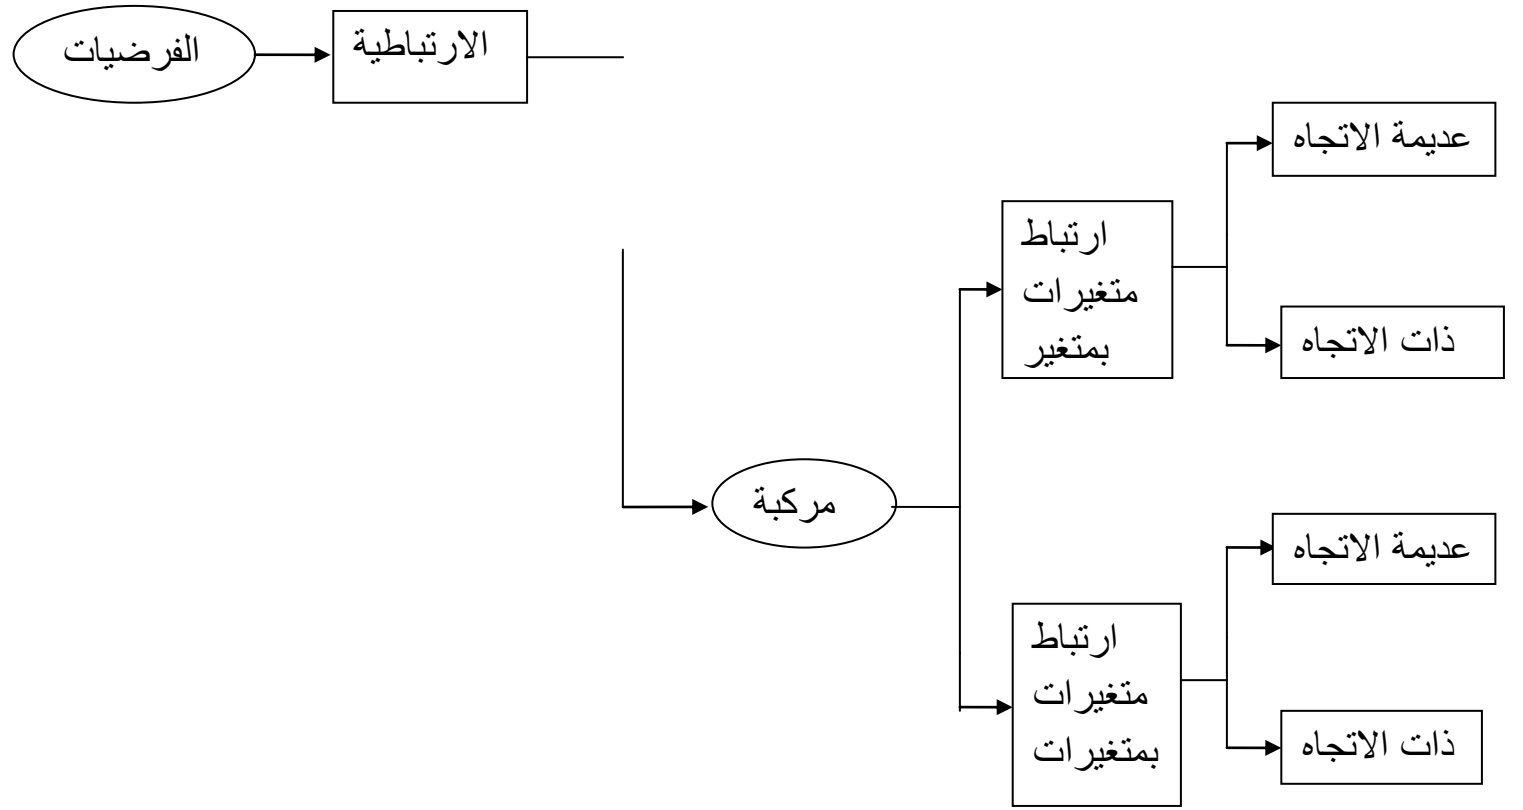 الفرضيات
الارتباطية
عديمة الاتجاه
ارتباط
متغيرات
بمتغير
ذات الاتجاه
مركبة
عديمة الاتجاه
ارتباط
متغيرات
بمتغيرات
ذات الاتجاه